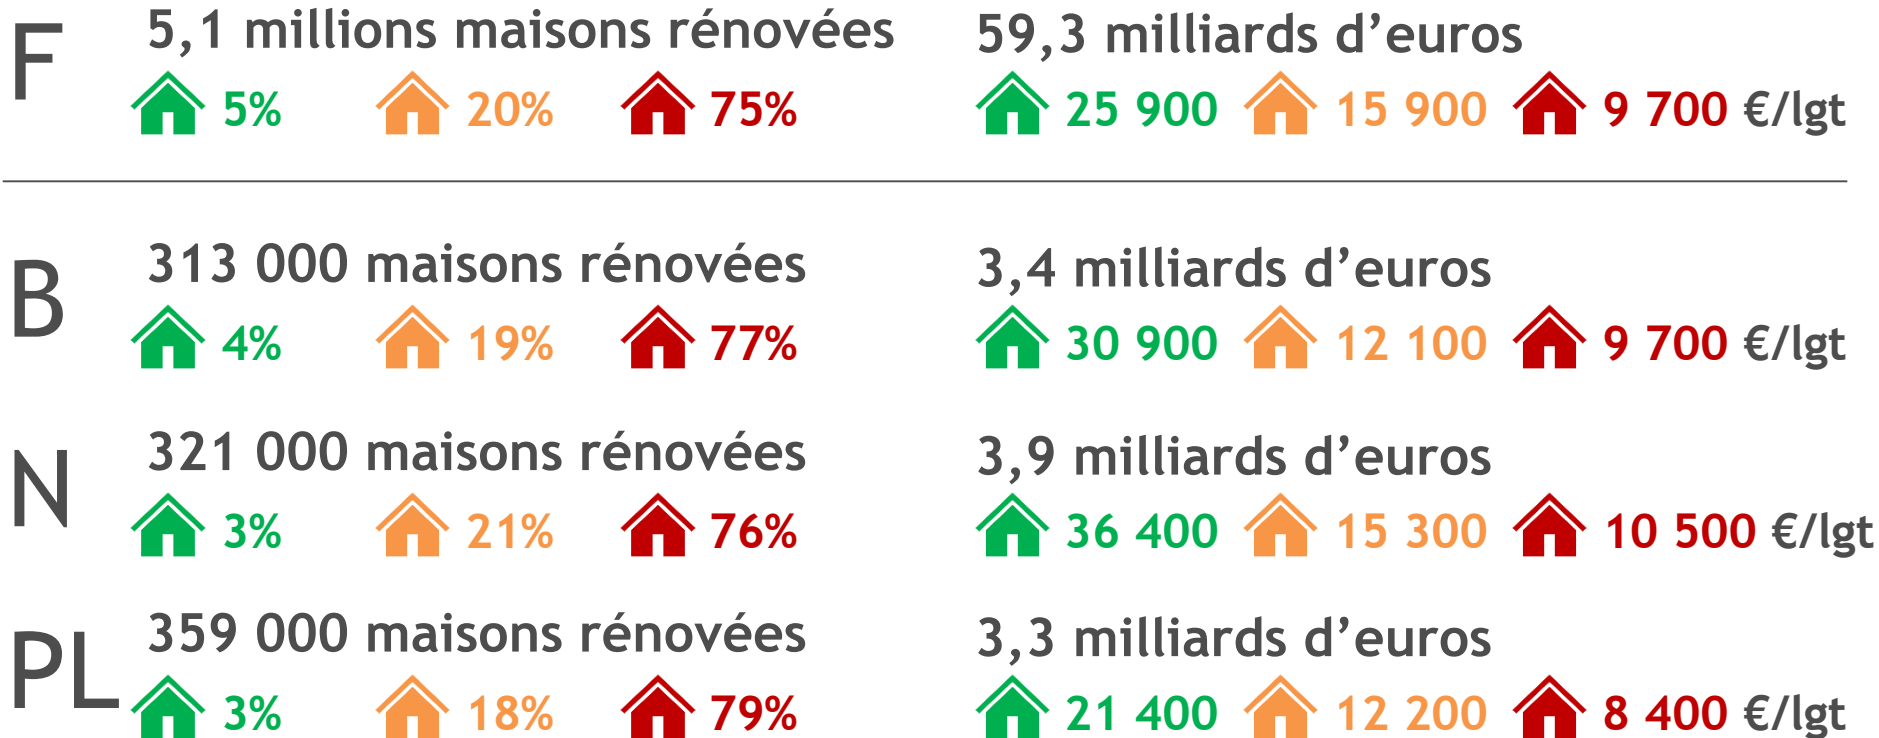 F
5,1 millions maisons rénovées
59,3 milliards d’euros
5% 20% 75%
25 900 15 900 9 700 €/lgt
B
313 000 maisons rénovées
3,4 milliards d’euros
4% 19% 77%
30 900 12 100 9 700 €/lgt
N
321 000 maisons rénovées
3,9 milliards d’euros
3% 21% 76%
36 400 15 300 10 500 €/lgt
PL
359 000 maisons rénovées
3,3 milliards d’euros
3% 18% 79%
21 400 12 200 8 400 €/lgt